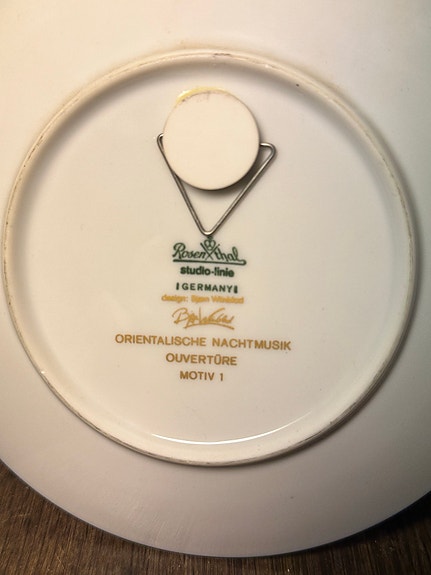 Rosenthal
studio-linie
GERMANY
design: Bjørn Wiinblad
ORIENTALISCHE NACHTMUSIK
OUVERTÜRE
MOTIV 1